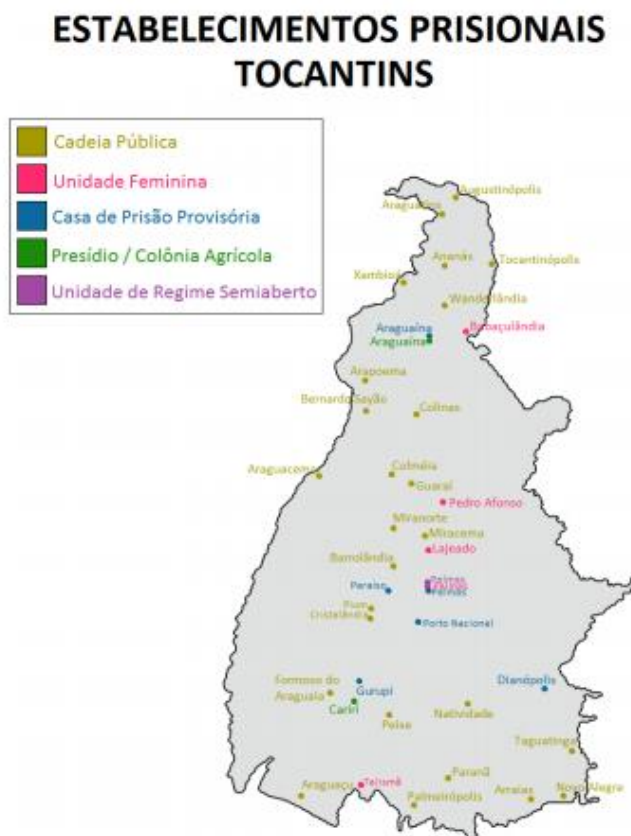 ESTABELECIMENTOS PRISIONAIS
TOCANTINS
Cadeia Pública
Unidade Feminina
Casa de Prisão Provisória
Presídio / Colônia Agrícola
Unidade de Regime Semiaberto
Augustinópolis
Araguatins
Ananás
Tocantinópolis
Xambioá
Wanderlândia
Araguaína
Babaçulândia
Araguaína
Arapoema
Bernardo Sayão
Colinas
Araguacema
Colméia
Guaraí
Pedro Afonso
Miranorte
Miracema
Lajeado
Barrolândia
Palmas
Paraíso
Palmas
Pium
Cristalândia
Porto Nacional
Formoso do
Araguaia
Gurupi
Dianópolis
Cariri
Peixe
Natividade
Taguatinga
Paranã
Araguaçu
Talismã
Palmeirópolis
Arraias
Novo Alegra